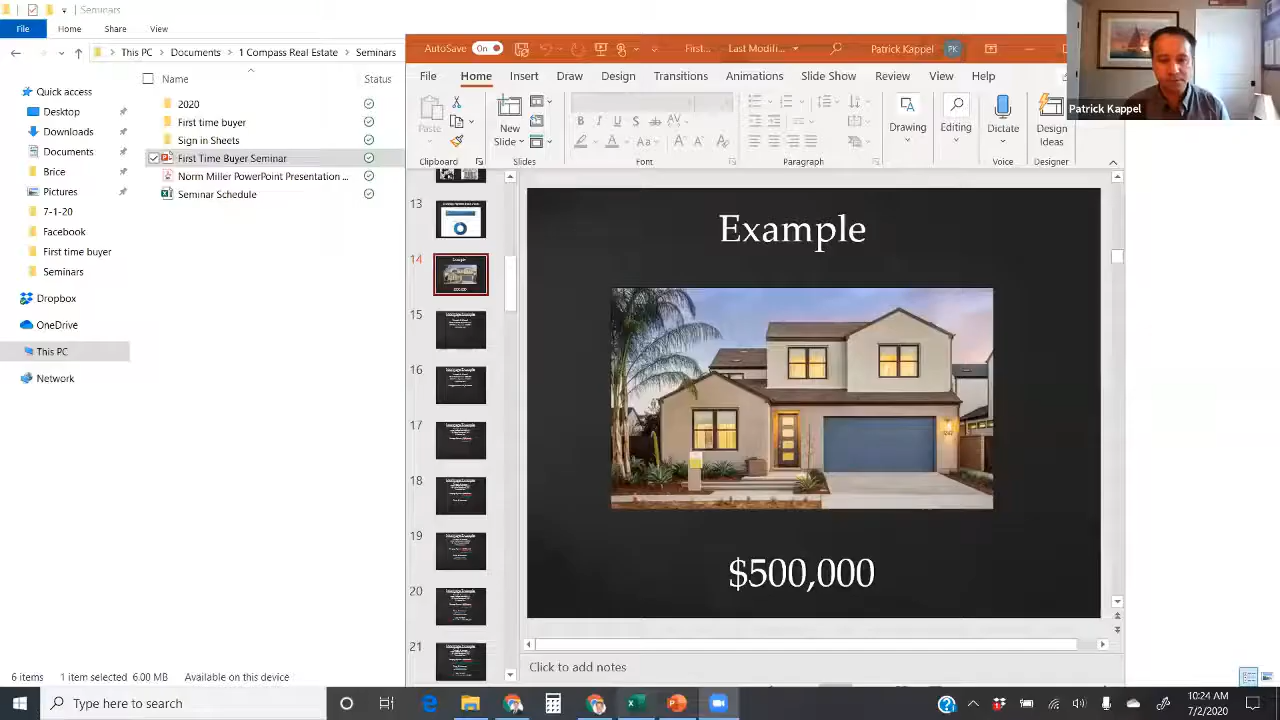 Seminars
File
Home
Share
View
This PC > Documents > 1 Compass Real Estate > Seminars
Name
Status
Quick access
Desktop
Downloads
Brice
Pictures
7-1-20
Facebook
First time buyer
Seminars
Dropbox
OneDrive
This PC
Network
2020
First time buyer
Sign In Sheets
First Time Buyer Seminar
Tom Miller PowerPoint Presentation ...
Seminar Schedule
1 item selected 6.00 MB Available on this device
AutoSave
On
First...
Last Modifi...
Patrick Kappel
PK
File
Home
Insert
Draw
Design
Transitions
Animations
Slide Show
Review
View
Help
Paste
New
Slide
Drawing
Editing
Dictate
Design
Ideas
Clipboard
Slides
Font
Paragraph
Voice
Designer
Patrick Kappel
13
14
15
16
17
18
19
20
21
Example
$500,000
Click to add notes
Type here to search
10:24 AM
7/2/2020